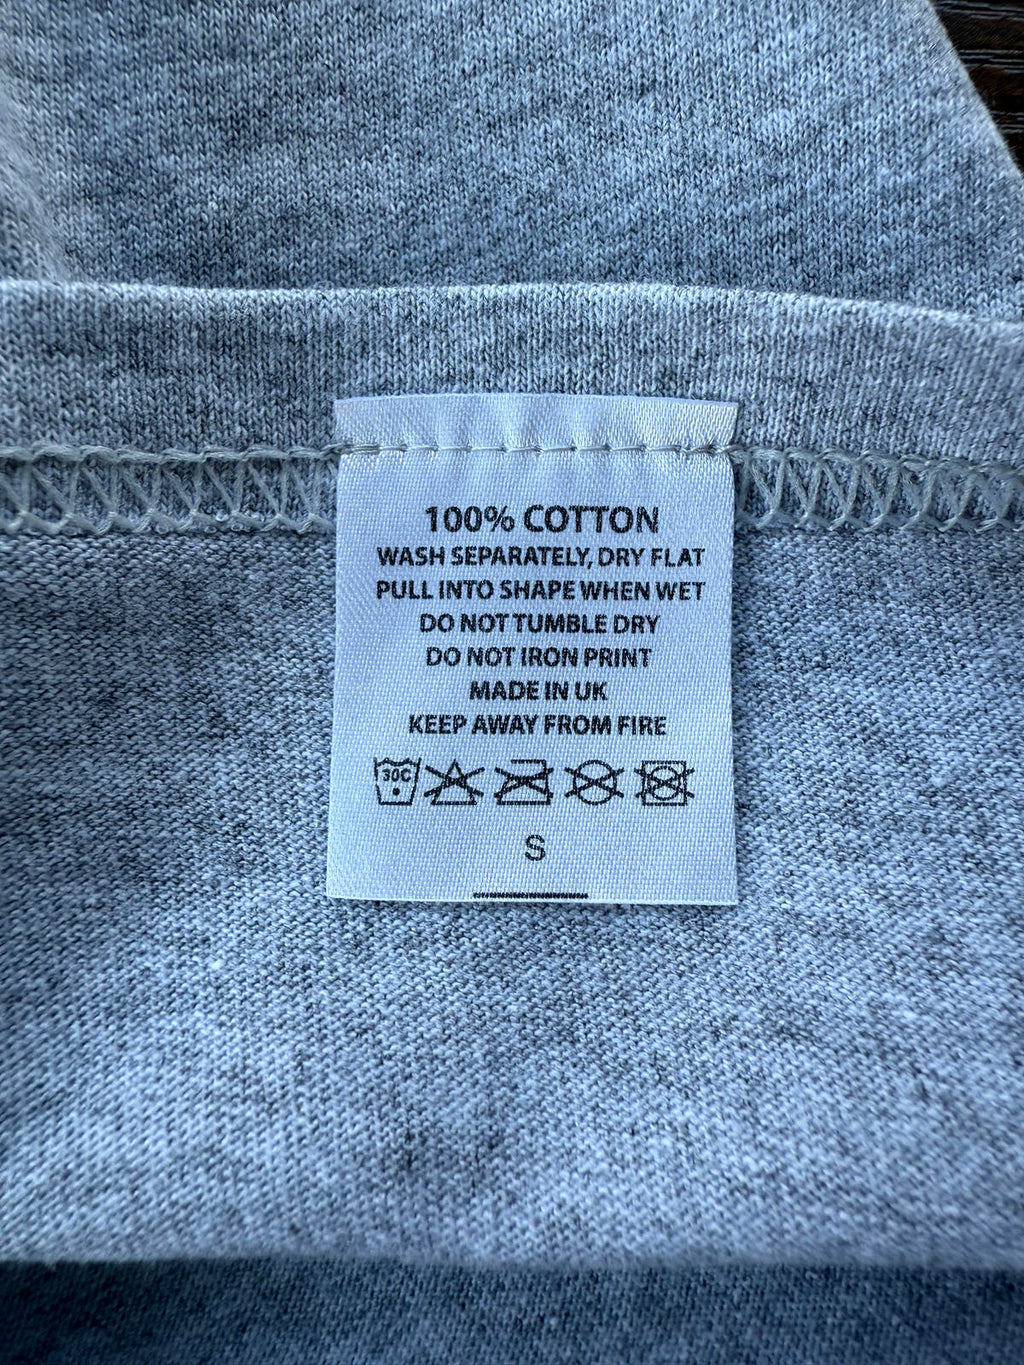 100% COTTON
WASH SEPARATELY, DRY FLAT
PULL INTO SHAPE WHEN WET
DO NOT TUMBLE DRY
DO NOT IRON PRINT
MADE IN UK
KEEP AWAY FROM FIRE
30C
S